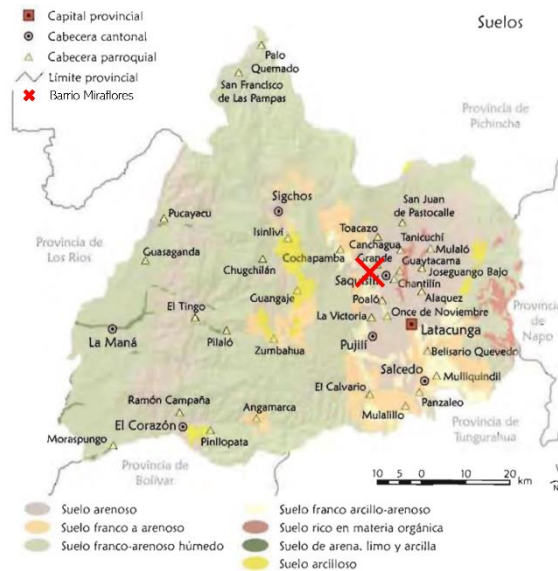 Capital provincial
Cabecera cantonal
Cabecera parroquial
Límite provincial
Barrio Miraflores
Suelos
Palo
Quemado
San Francisco
de Las Pampas
Provincia de
Pichincha
Sigchos
San Juan
de Pastocalle
Pucayacu
Isinliví
Toacazo
Tanicuchí
Canchagua
Mulaló
Provincia de
Los Ríos
Guasaganda
Chugchilán
Cochapamba
Grande
Guaytacama
Joseguango Bajo
Chantilín
Guangaje
Poaló
Alaquez
Provincia
de
Napo
El Tingo
La Victoria
Once de Noviembre
Latacunga
La Maná
Pilaló
Zumbahua
Pujilí
Belisario Quevedo
Salcedo
Mulliquindil
Ramón Campaña
Angamarca
El Calvario
Panzaleo
Mulalillo
El Corazón
Moraspungo
Pinllopata
Provincia de
Tungurahua
Provincia de
Bolívar
10 5 0 10 20
km
Suelo arenoso
Suelo franco a arenoso
Suelo franco-arenoso húmedo
Suelo franco arcillo-arenoso
Suelo rico en materia orgánica
Suelo de arena. limo y arcilla
Suelo arcilloso